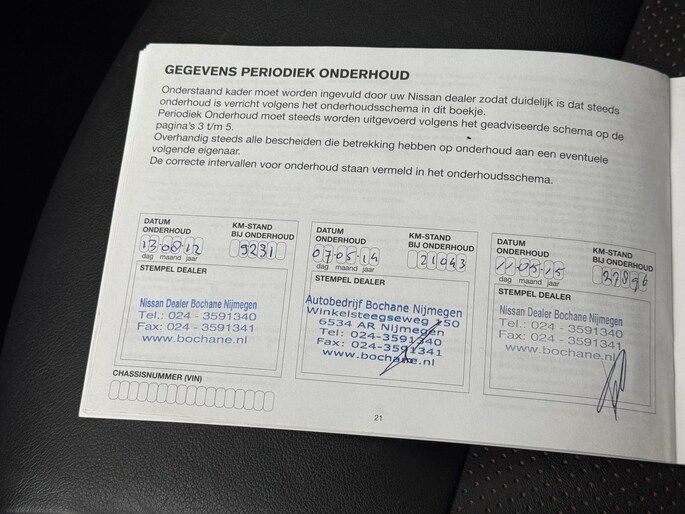 GEGEVENS PERIODIEK ONDERHOUD
Onderstaand kader moet worden ingevuld door uw Nissan dealer zodat duidelijk is dat steeds
onderhoud is verricht volgens het onderhoudsschema in dit boekje.
Periodiek Onderhoud moet steeds worden uitgevoerd volgens het geadviseerde schema op de
pagina's 3 t/m 5.
Overhandig steeds alle bescheiden die betrekking hebben op onderhoud aan een eventuele
volgende eigenaar.
De correcte intervallen voor onderhoud staan vermeld in het onderhoudsschema.
DATUM
ONDERHOUD
KM-STAND
BIJ ONDERHOUD
13-08-12
9231
dag maand jaar
STEMPEL DEALER
Nissan Dealer Bochane Nijmegen
Tel.: 024 - 3591340
Fax: 024 - 3591341
www.bochane.nl
CHASSISNUMMER (VIN)
DATUM
ONDERHOUD
KM-STAND
BIJ ONDERHOUD
07-05-14
21043
dag maand jaar
STEMPEL DEALER
Autobedrijf Bochane Nijmegen
Winkelsteegseweg 150
6534 AR Nijmegen
Tel: 024-3591340
Fax: 024-3591341
www.bochane.nl
DATUM
ONDERHOUD
KM-STAND
BIJ ONDERHOUD
11-05-15
27896
dag maand jaar
STEMPEL DEALER
Nissan Dealer Bochane Nijmegen
Tel.: 024 - 3591340
Fax: 024 - 3591341
www.bochane.nl
21